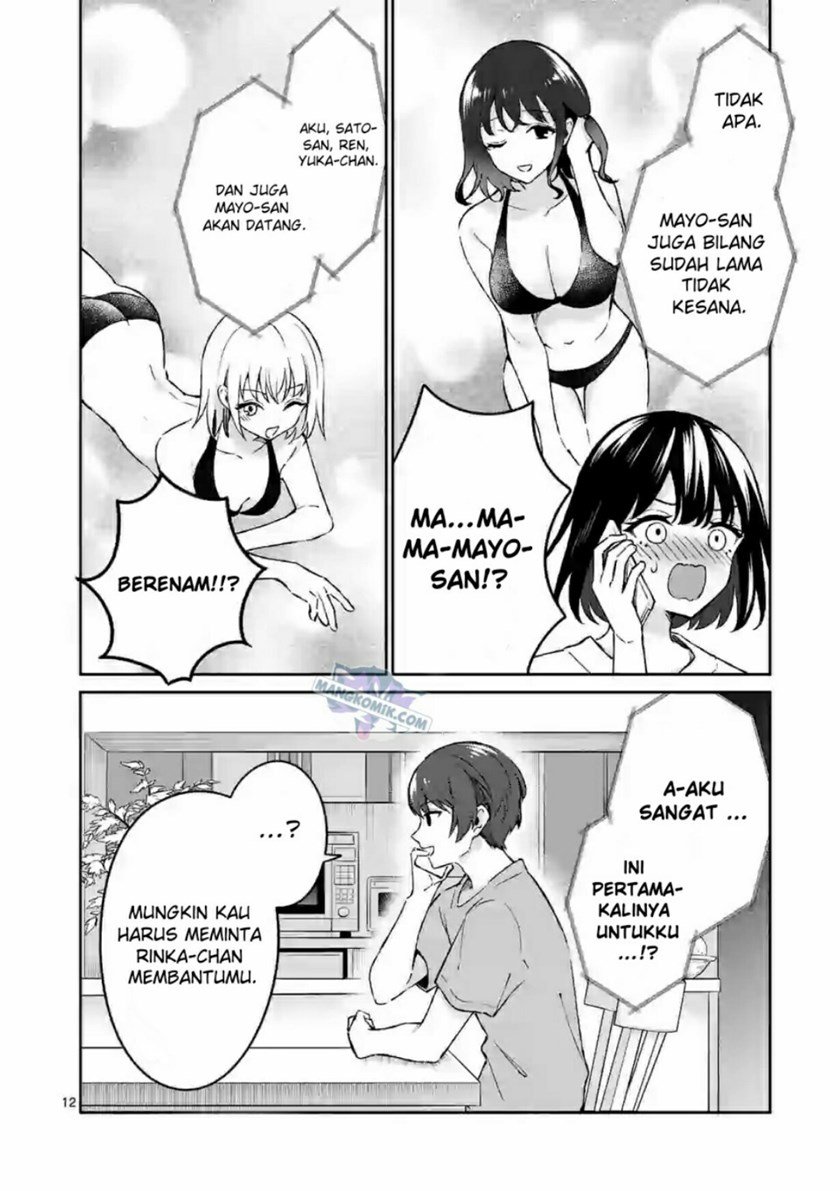 TIDAK
APA.
MAYO-SAN
JUGA BILANG
SUDAH LAMA
TIDAK
KESANA.
MA...MA-
MA-MAYO-
SAN!?
AKU, SATO-
SAN, REN,
YUKA-CHAN.
DAN JUGA
MAYO-SAN
AKAN DATANG.
BERENAM!!?
MANGKOMIK.COM
A-AKU
SANGAT ...
INI
PERTAMA-
KALINYA
UNTUKKU
...!?
...?
MUNGKIN KAU
HARUS MEMINTA
RINKA-CHAN
MEMBANTUMU.
12